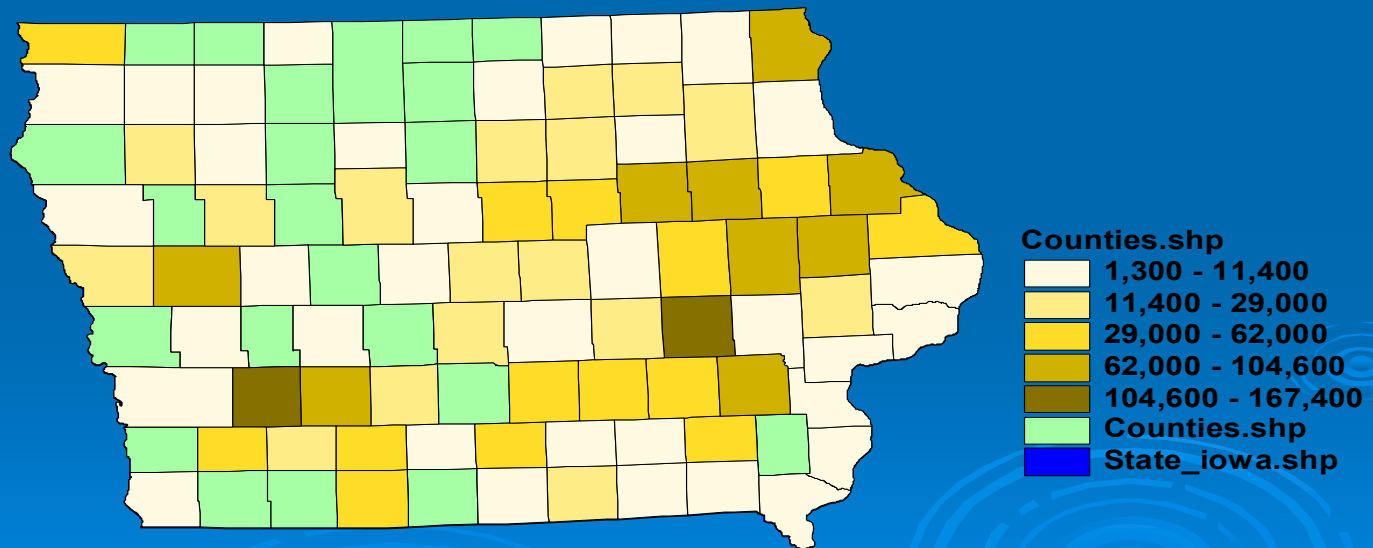 Counties.shp
1,300 - 11,400
11,400 - 29,000
29,000 - 62,000
62,000 - 104,600
104,600 - 167,400
Counties.shp
State_iowa.shp